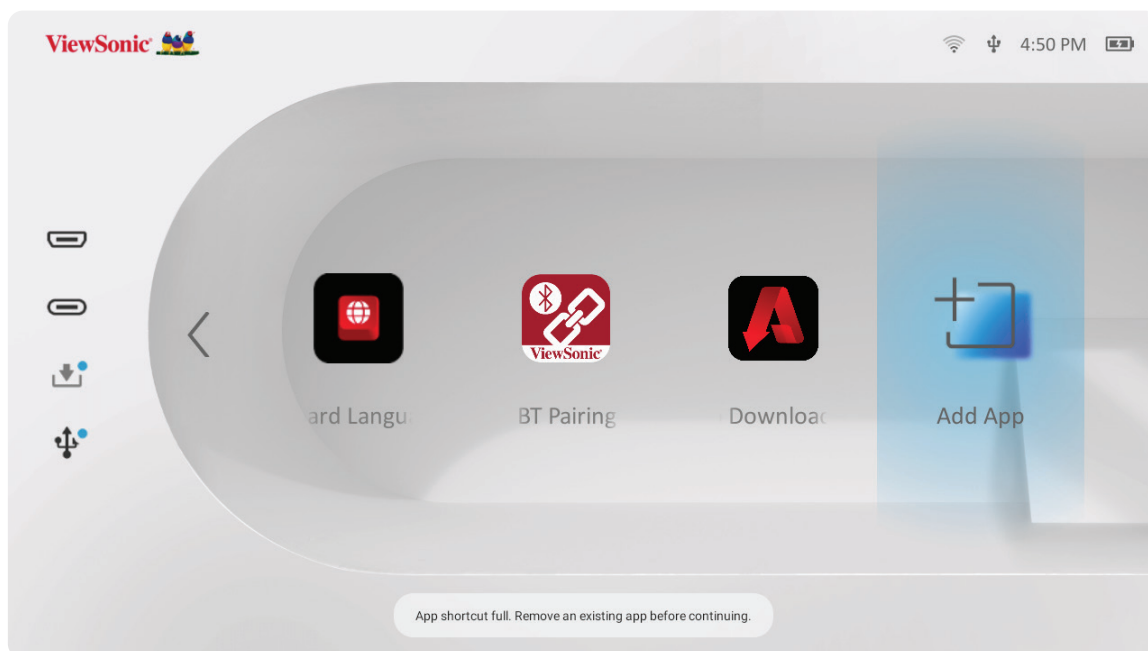 ViewSonic
4:50 PM
ViewSonic
ard Langu
BT Pairing
Downloac
Add App
App shortcut full. Remove an existing app before continuing.